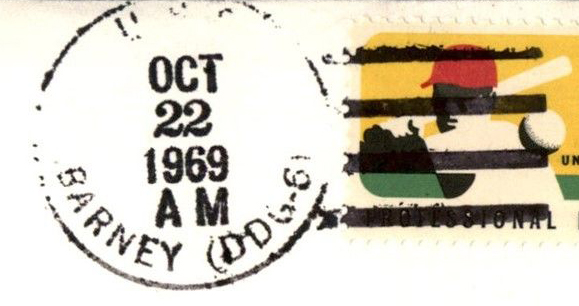 U.S.S.
OCT
22
1969
AM
BARNEY (DDG-6)
UN
PROFESSIONAL